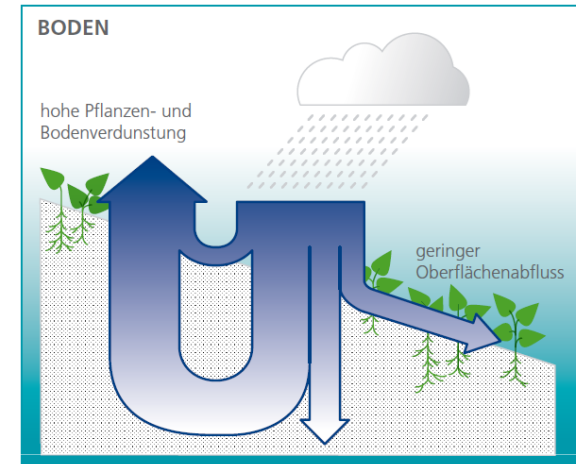 BODEN
hohe Pflanzen- und
Bodenverdunstung
geringer
Oberflächenabfluss